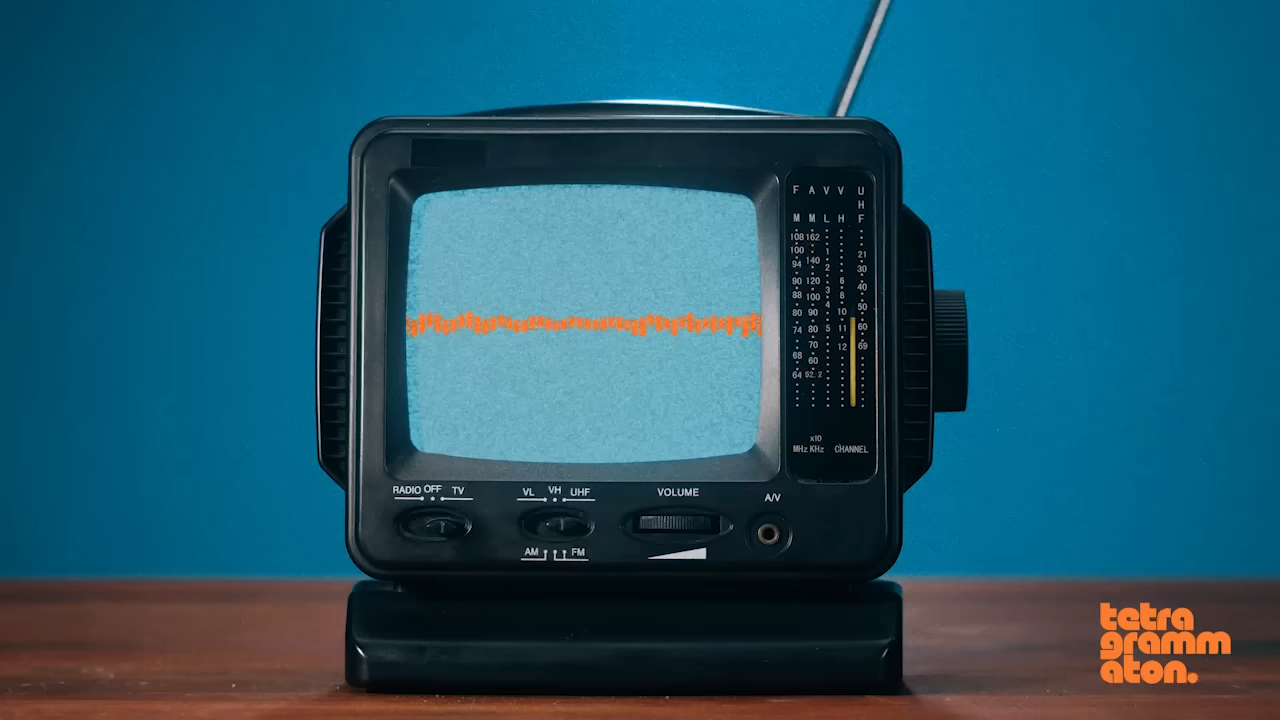 F A V V U
H
M M L H F
108 162
100 1 21
94 140 2 30
90 120 3 6 40
88 100 4 8 50
80 90 10
74 80 5 11 60
70 12 69
68 60
64 52.2
x10
MHz KHz CHANNEL
RADIO OFF TV
VL VH UHF
VOLUME
A/V
AM FM
tetra
gramm
aton.